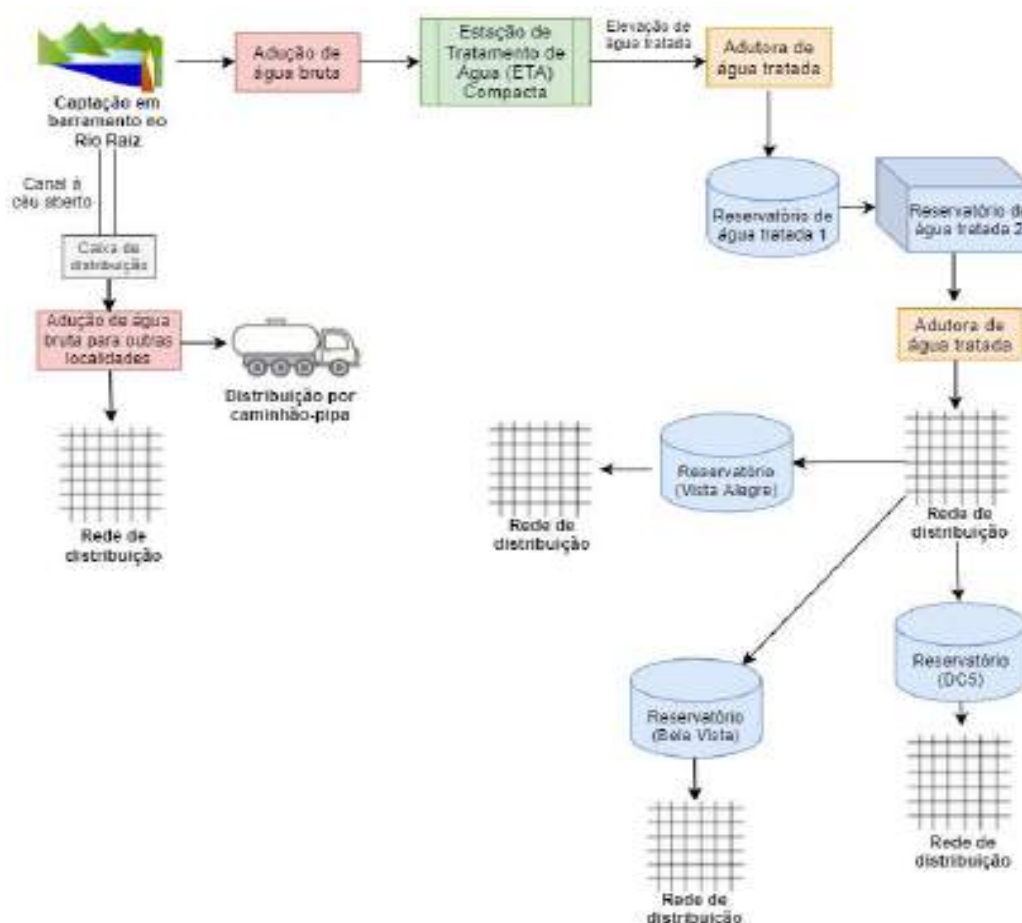 Captação em
barramento no
Rio Raiz
Adução de
água bruta
Estação de
Tratamento de
Água (ETA)
Compacta
Elevação de
água tratada
Adutora de
água tratada
Reservatório de
água tratada 1
Reservatório de
água tratada 2
Adutora de
água tratada
Canal à
céu aberto
Caixa de
distribuição
Adução de água
bruta para outras
localidades
Distribuição por
caminhão-pipa
Rede de
distribuição
Rede de
distribuição
Reservatório
(Vista Alegre)
Rede de
distribuição
Reservatório
(Bela Vista)
Rede de
distribuição
Reservatório
(DC5)
Rede de
distribuição